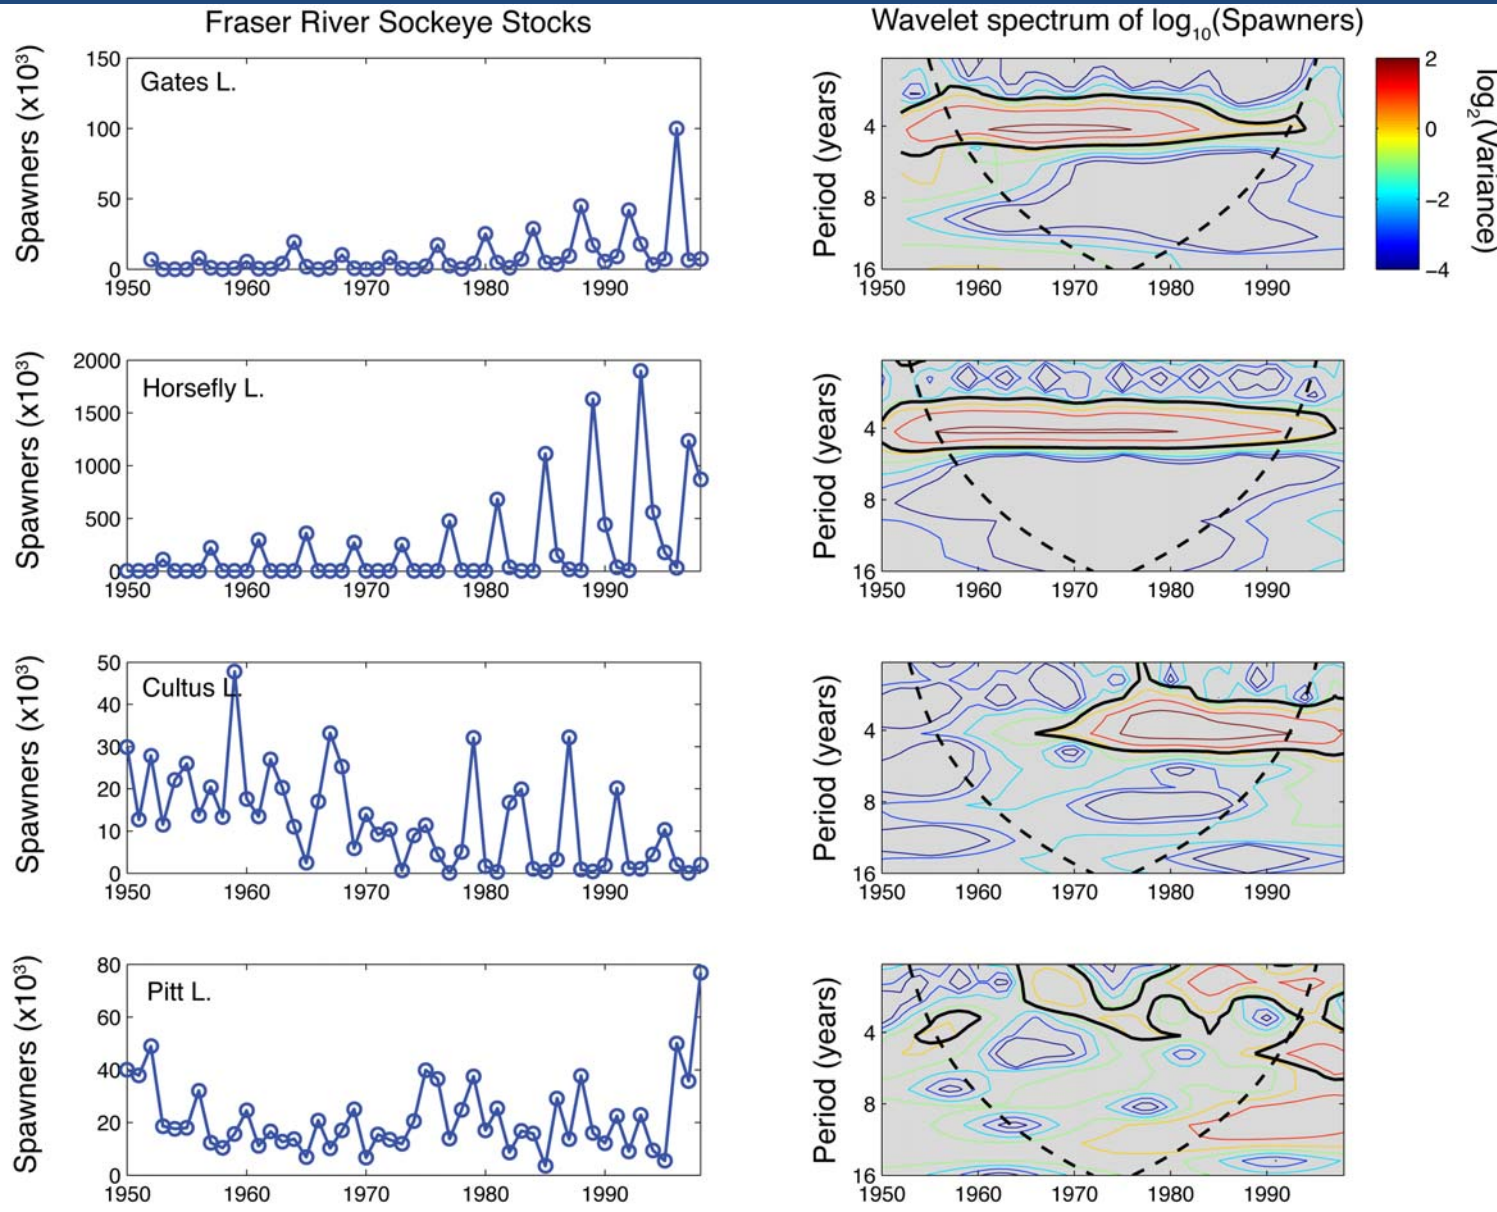 Fraser River Sockeye Stocks
Wavelet spectrum of log10(Spawners)
Spawners (x10³)
150
100
50
0
Gates L.
1950 1960 1970 1980 1990
Period (years)
4
8
16
1950 1960 1970 1980 1990
2
0
−2
−4
log2(Variance)
Spawners (x10³)
2000
1500
1000
500
0
Horsefly L.
1950 1960 1970 1980 1990
Period (years)
4
8
16
1950 1960 1970 1980 1990
Spawners (x10³)
50
40
30
20
10
0
Cultus L.
1950 1960 1970 1980 1990
Period (years)
4
8
16
1950 1960 1970 1980 1990
Spawners (x10³)
80
60
40
20
0
Pitt L.
1950 1960 1970 1980 1990
Period (years)
4
8
16
1950 1960 1970 1980 1990